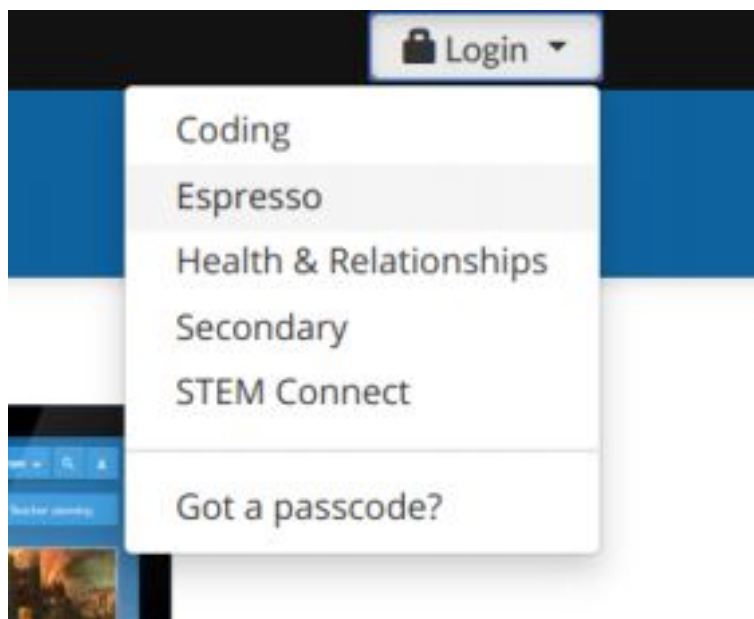 Login
Coding
Espresso
Health & Relationships
Secondary
STEM Connect
Got a passcode?